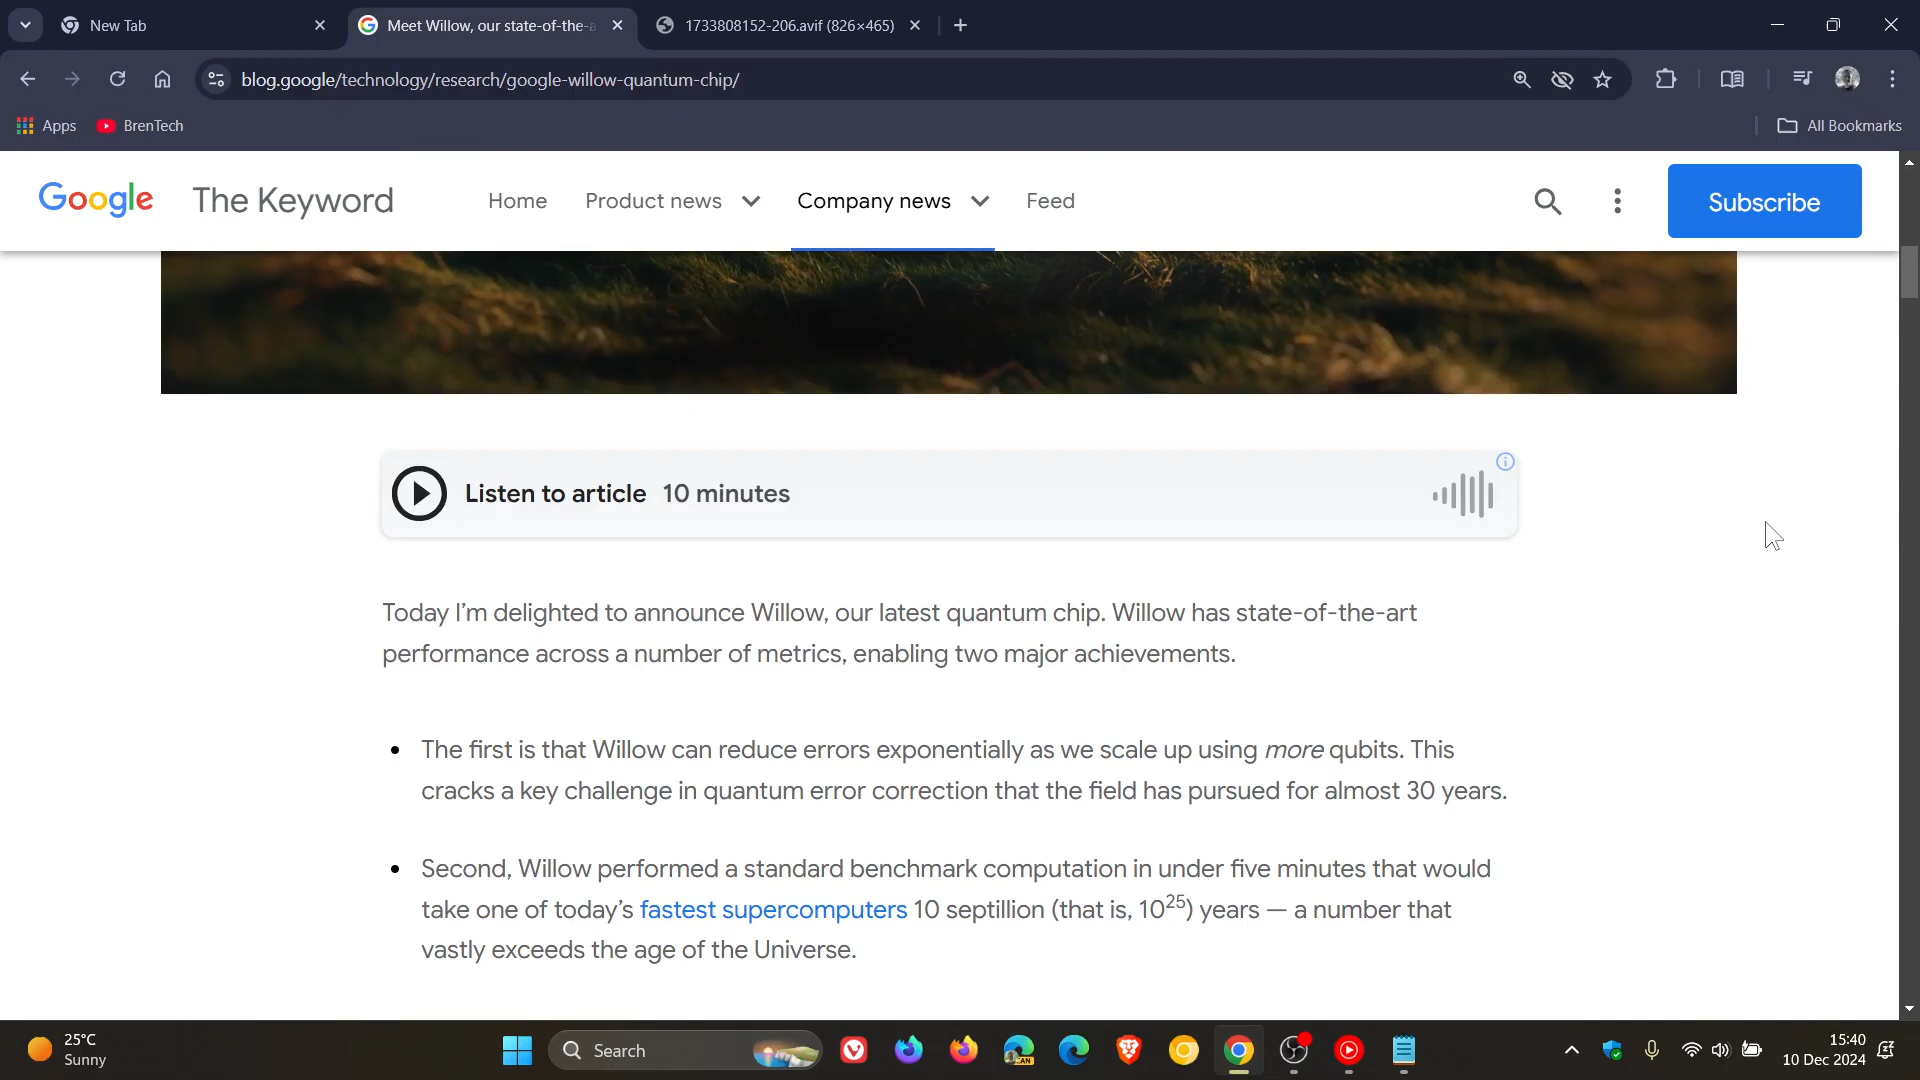 New Tab
Meet Willow, our state-of-the-a
1733808152-206.avif (826×465)
blog.google/technology/research/google-willow-quantum-chip/
Apps
BrenTech
All Bookmarks
Google The Keyword
Home
Product news
Company news
Feed
Subscribe
Listen to article 10 minutes
Today I’m delighted to announce Willow, our latest quantum chip. Willow has state-of-the-art
performance across a number of metrics, enabling two major achievements.
• The first is that Willow can reduce errors exponentially as we scale up using more qubits. This
cracks a key challenge in quantum error correction that the field has pursued for almost 30 years.
• Second, Willow performed a standard benchmark computation in under five minutes that would
take one of today’s fastest supercomputers 10 septillion (that is, 10²⁵) years — a number that
vastly exceeds the age of the Universe.
25°C
Sunny
Search
CAN
15:40
10 Dec 2024